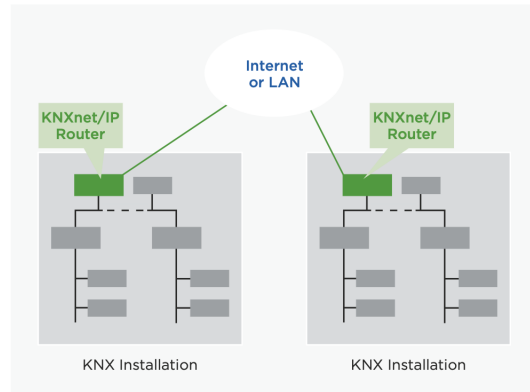 Internet
or LAN
KNXnet/IP
Router
KNXnet/IP
Router
KNX Installation
KNX Installation